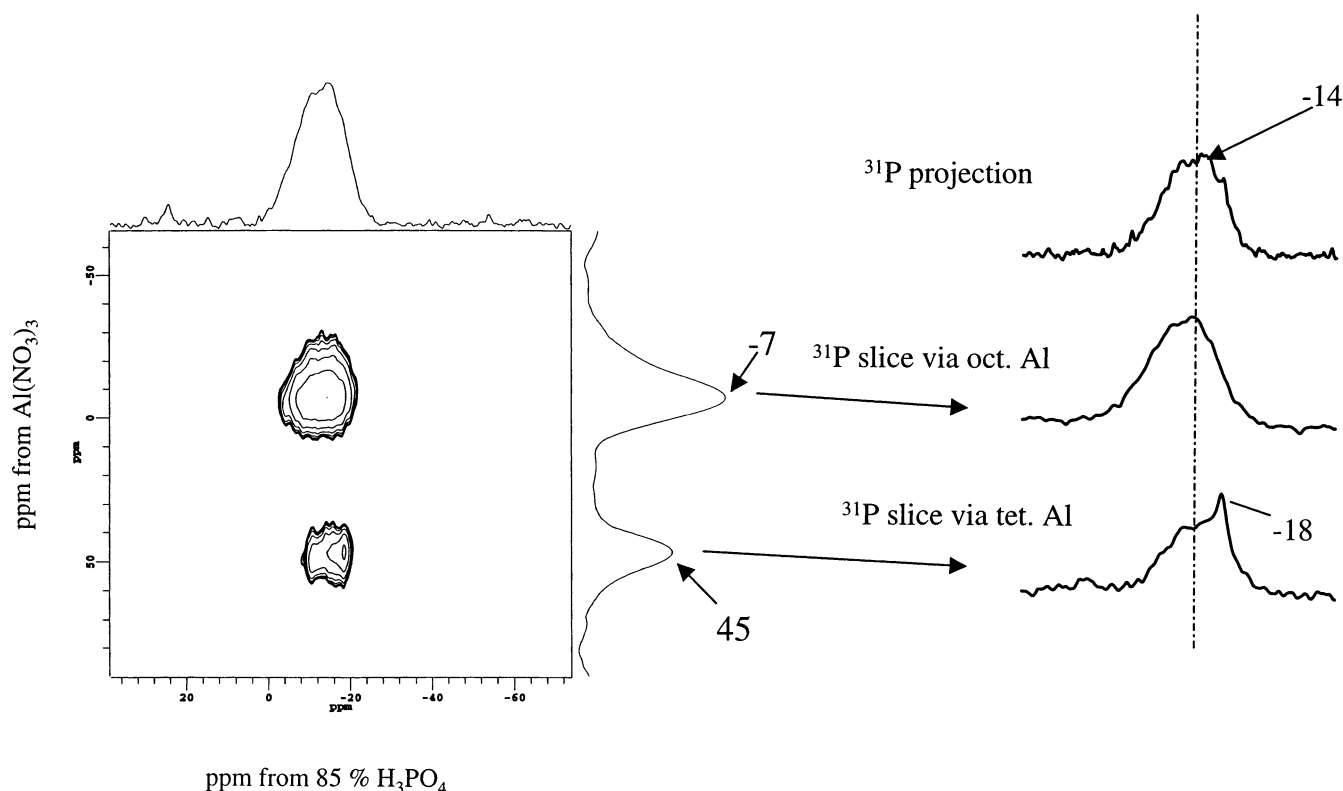 -14
³¹P projection
-50
-7
³¹P slice via oct. Al
ppm from Al(NO₃)₃
0
ppm
³¹P slice via tet. Al
-18
50
45
20 0 -20 -40 -60
ppm
ppm from 85 % H₃PO₄